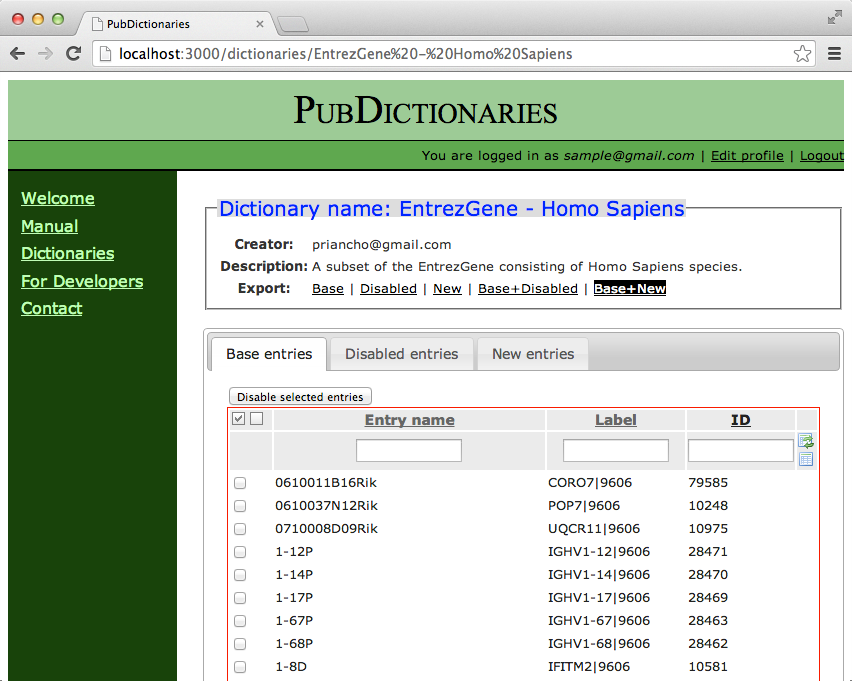 PubDictionaries
localhost:3000/dictionaries/EntrezGene%20-%20Homo%20Sapiens
PubDictionaries
You are logged in as sample@gmail.com | Edit profile | Logout
Welcome
Manual
Dictionaries
For Developers
Contact
Dictionary name: EntrezGene - Homo Sapiens
Creator: priancho@gmail.com
Description: A subset of the EntrezGene consisting of Homo Sapiens species.
Export: Base | Disabled | New | Base+Disabled | Base+New
Base entries Disabled entries New entries
Disable selected entries
Entry name Label ID
0610011B16Rik CORO7|9606 79585
0610037N12Rik POP7|9606 10248
0710008D09Rik UQCR11|9606 10975
1-12P IGHV1-12|9606 28471
1-14P IGHV1-14|9606 28470
1-17P IGHV1-17|9606 28469
1-67P IGHV1-67|9606 28463
1-68P IGHV1-68|9606 28462
1-8D IFITM2|9606 10581